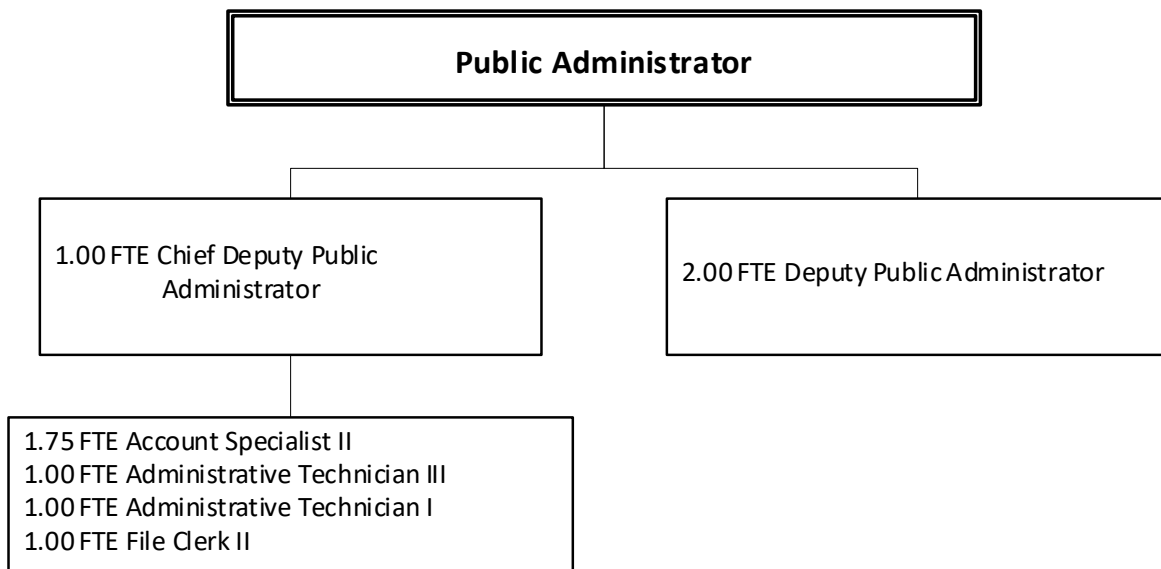 Public Administrator
1.00 FTE Chief Deputy Public
Administrator
2.00 FTE Deputy Public Administrator
1.75 FTE Account Specialist II
1.00 FTE Administrative Technician III
1.00 FTE Administrative Technician I
1.00 FTE File Clerk II